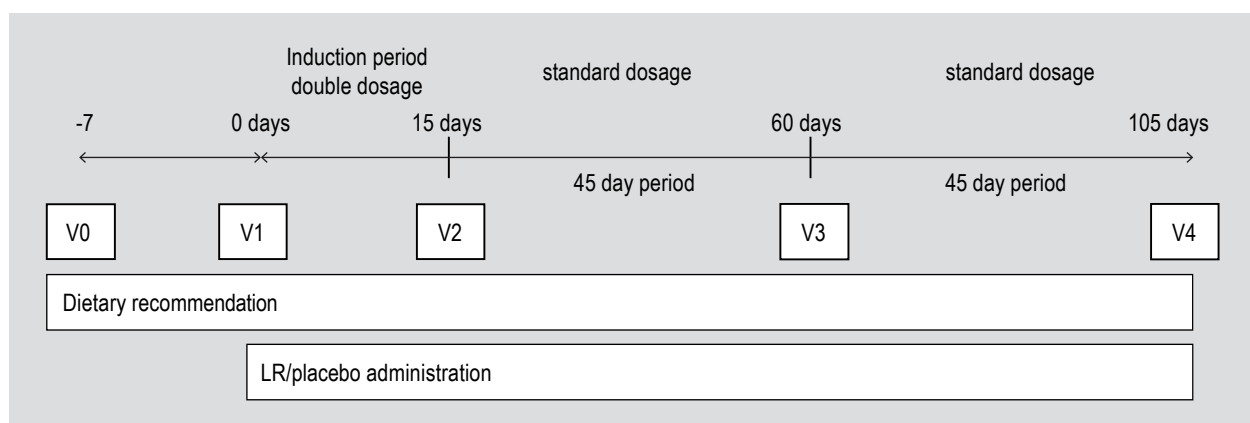 Induction period
double dosage
standard dosage
standard dosage
-7
0 days
15 days
60 days
105 days
45 day period
45 day period
V0
V1
V2
V3
V4
Dietary recommendation
LR/placebo administration